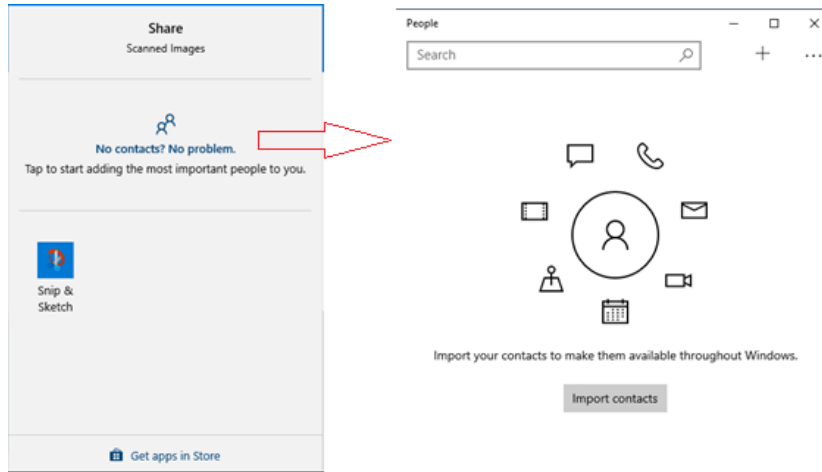 Share
Scanned Images
No contacts? No problem.
Tap to start adding the most important people to you.
Snip &
Sketch
Get apps in Store
People
Search
Import your contacts to make them available throughout Windows.
Import contacts